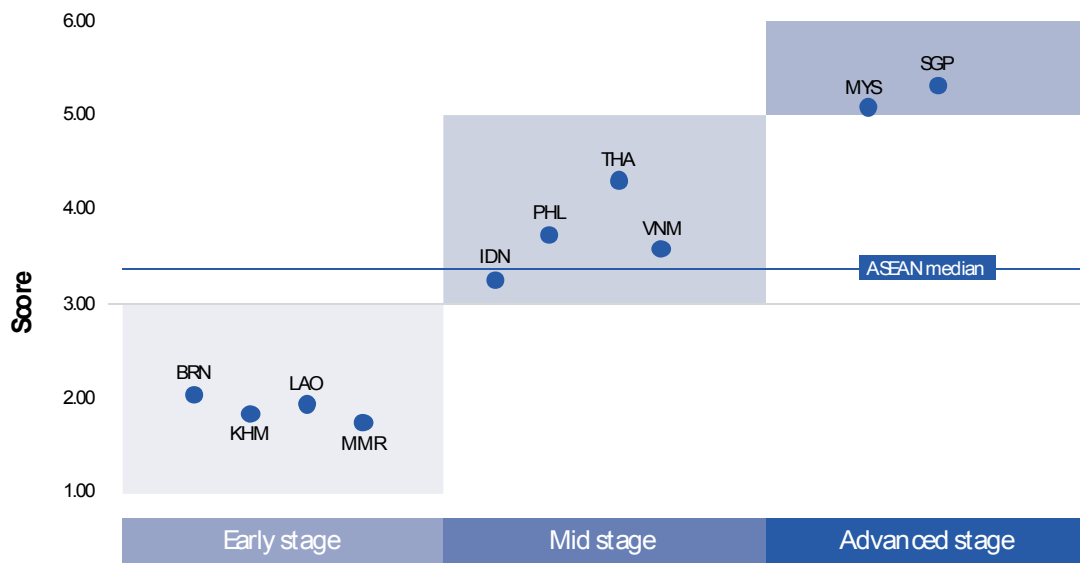 6.00
SGP
MYS
5.00
THA
4.00
PHL
VNM
IDN
ASEAN median
3.00
Score
BRN
LAO
2.00
KHM
MMR
1.00
Early stage
Mid stage
Advanced stage